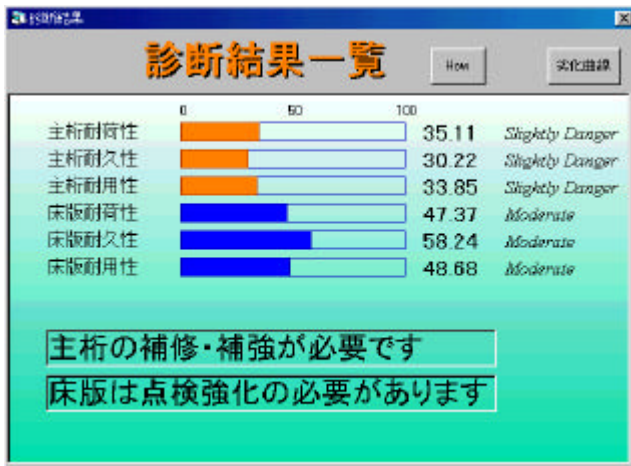 診断結果
診断結果一覧
How
劣化曲線
0 50 100
主桁耐荷性 35.11 Slightly Danger
主桁耐久性 30.22 Slightly Danger
主桁耐用性 33.85 Slightly Danger
床版耐荷性 47.37 Moderate
床版耐久性 58.24 Moderate
床版耐用性 48.68 Moderate
主桁の補修・補強が必要です
床版は点検強化の必要があります